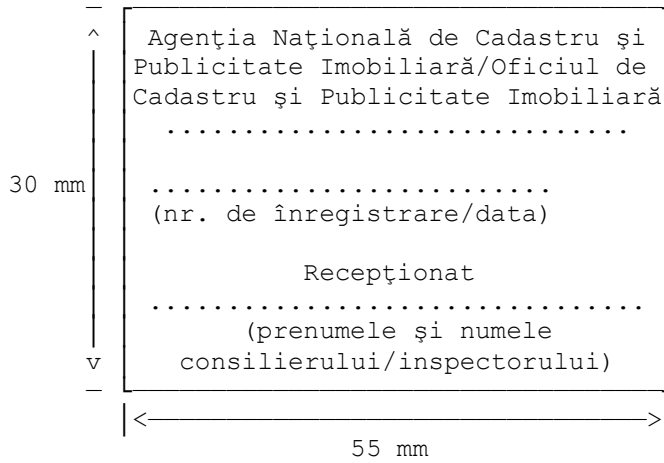 Agenţia Naţională de Cadastru şi
Publicitate Imobiliară/Oficiul de
Cadastru şi Publicitate Imobiliară
..............................
30 mm
..........................
(nr. de înregistrare/data)
Recepţionat
................................
(prenumele şi numele
consilierului/inspectorului)
55 mm